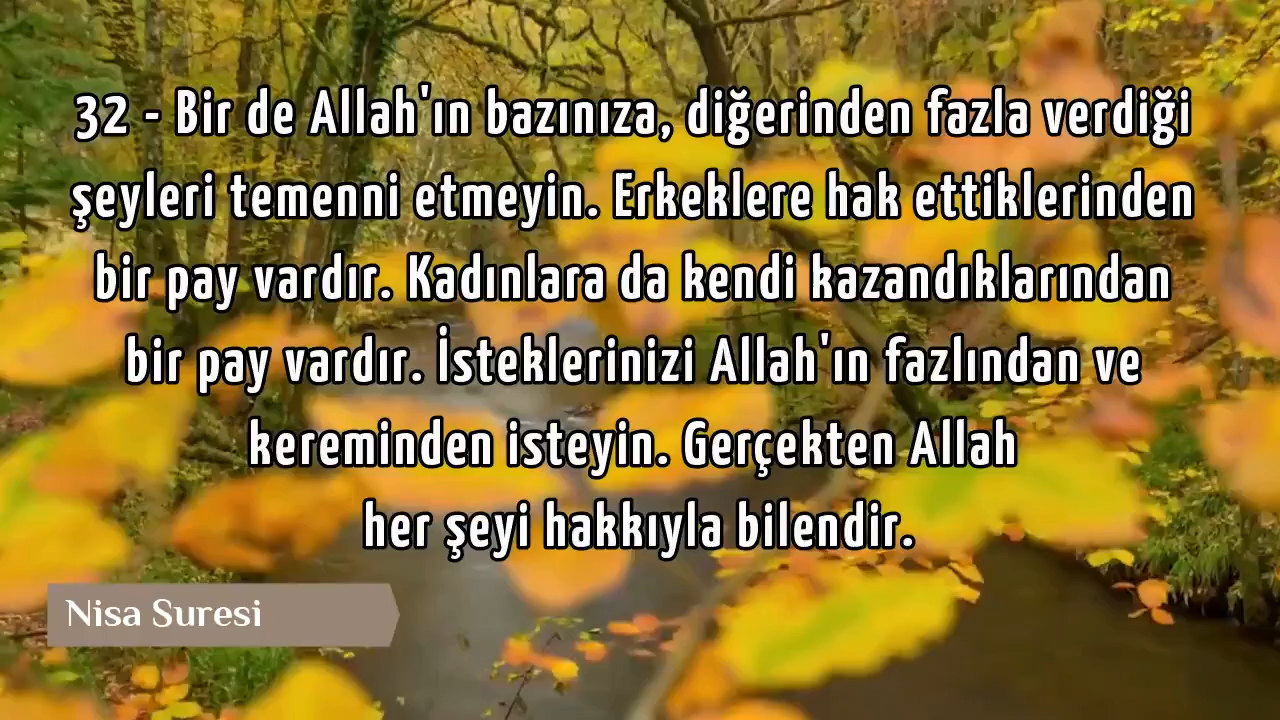 32 - Bir de Allah'ın bazınıza, diğerinden fazla verdiği
şeyleri temenni etmeyin. Erkeklere hak ettiklerinden
bir pay vardır. Kadınlara da kendi kazandıklarından
bir pay vardır. İsteklerinizi Allah'ın fazlından ve
kereminden isteyin. Gerçekten Allah
her şeyi hakkıyla bilendir.
Nisa Suresi